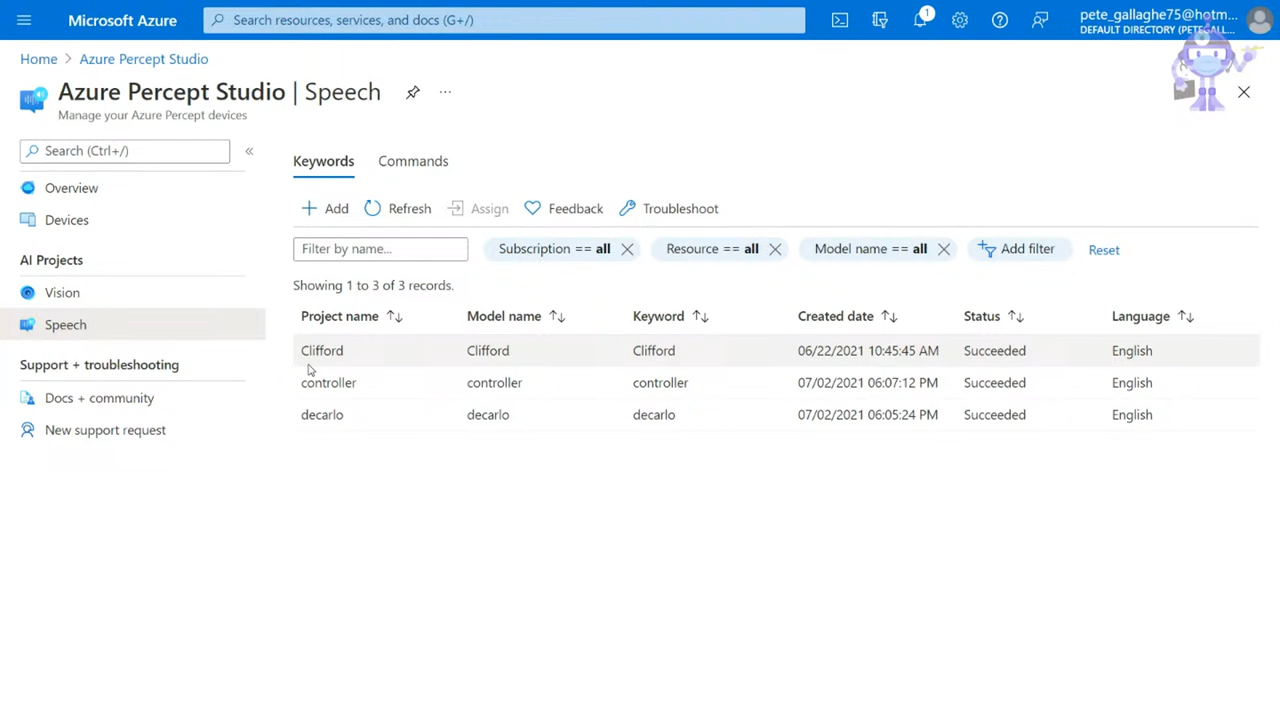 Microsoft Azure
Search resources, services, and docs (G+/)
1
pete_gallaghe75@hotm...
DEFAULT DIRECTORY (PETEGALL...
Home > Azure Percept Studio
Azure Percept Studio | Speech
Manage your Azure Percept devices
Search (Ctrl+/)
Overview
Devices
AI Projects
Vision
Speech
Support + troubleshooting
Docs + community
New support request
Keywords Commands
Add Refresh Assign Feedback Troubleshoot
Filter by name... Subscription == all Resource == all Model name == all Add filter Reset
Showing 1 to 3 of 3 records.
Project name Model name Keyword Created date Status Language
Clifford Clifford Clifford 06/22/2021 10:45:45 AM Succeeded English
controller controller controller 07/02/2021 06:07:12 PM Succeeded English
decarlo decarlo decarlo 07/02/2021 06:05:24 PM Succeeded English